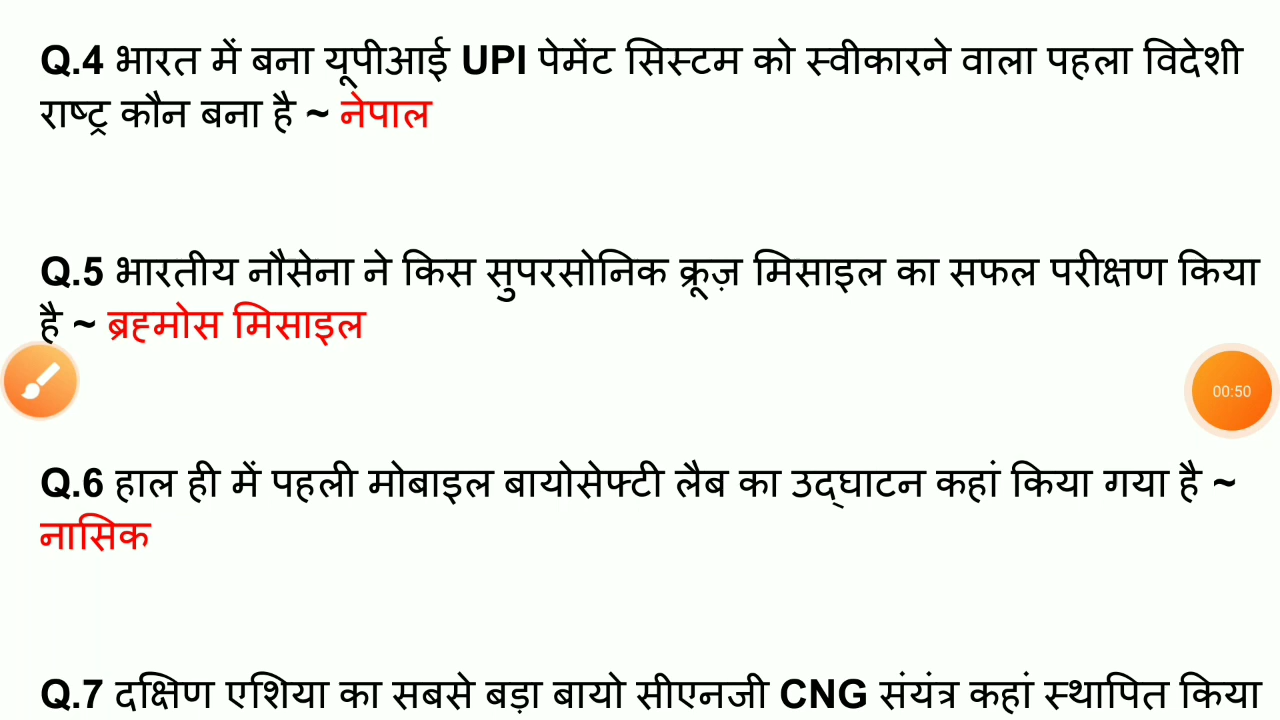 Q.4 भारत में बना यूपीआई UPI पेमेंट सिस्टम को स्वीकारने वाला पहला विदेशी
राष्ट्र कौन बना है ~ नेपाल
Q.5 भारतीय नौसेना ने किस सुपरसोनिक क्रूज़ मिसाइल का सफल परीक्षण किया
है ~ ब्रह्मोस मिसाइल
00:50
Q.6 हाल ही में पहली मोबाइल बायोसेफ्टी लैब का उद्घाटन कहां किया गया है ~
नासिक
Q.7 दक्षिण एशिया का सबसे बड़ा बायो सीएनजी CNG संयंत्र कहां स्थापित किया